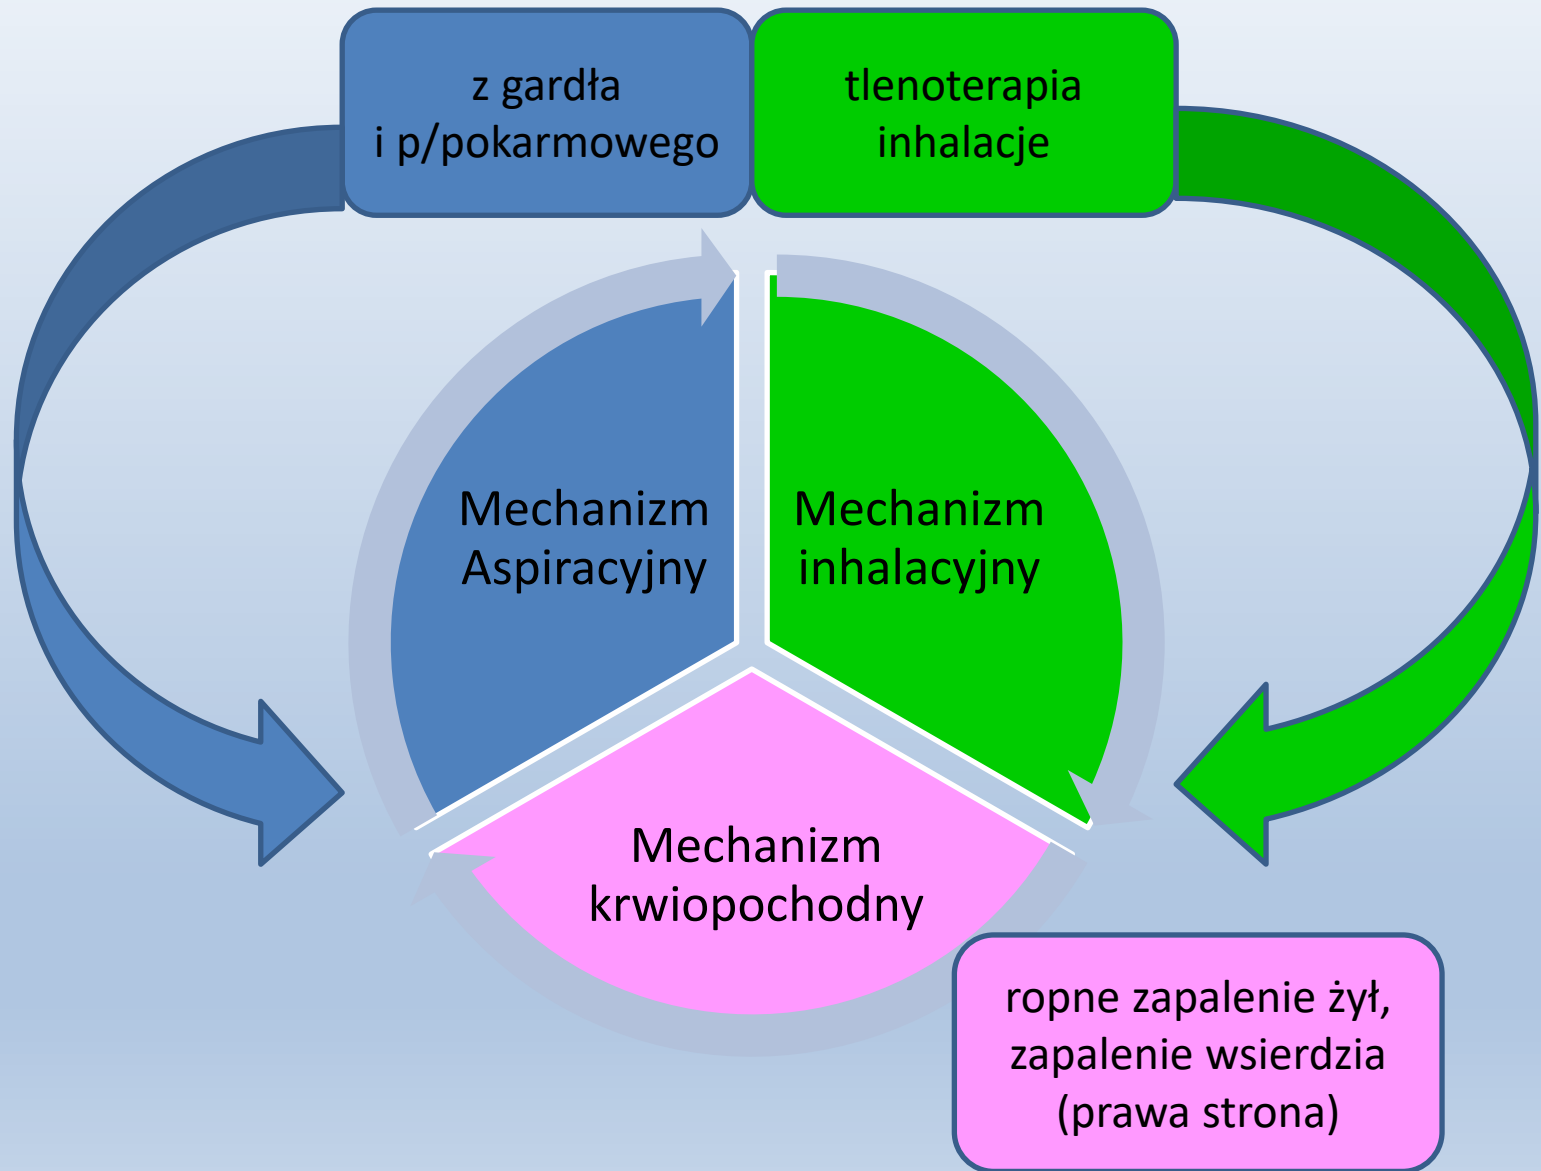 z gardła
i p/pokarmowego
tlenoterapia
inhalacje
Mechanizm
Aspiracyjny
Mechanizm
inhalacyjny
Mechanizm
krwiopochodny
ropne zapalenie żył,
zapalenie wsierdzia
(prawa strona)